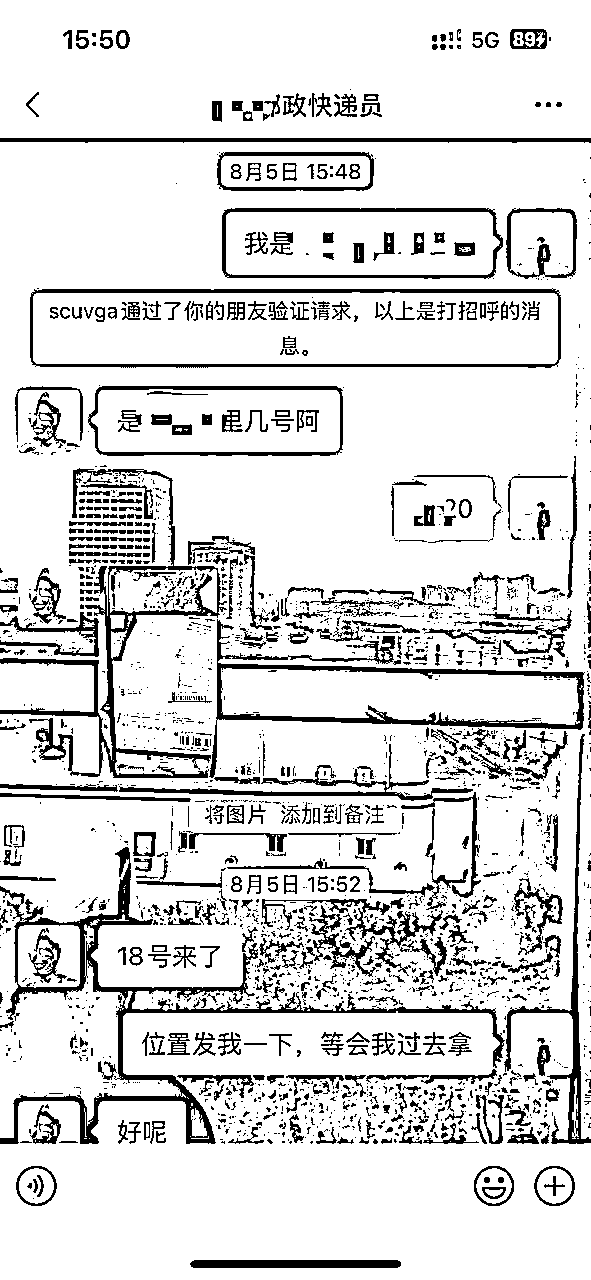 15:50
5G 89
政快递员
8月5日 15:48
我是
scuvga通过了你的朋友验证请求，以上是打招呼的消
息。
是 里几号阿
20
将图片 添加到备注
8月5日 15:52
18号来了
位置发我一下，等会我过去拿
好呢